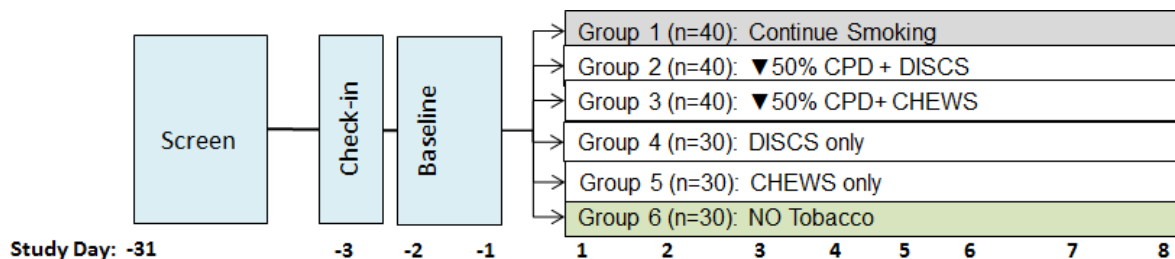 Screen
Check-in
Baseline
Group 1 (n=40): Continue Smoking
Group 2 (n=40): ▼50% CPD + DISCS
Group 3 (n=40): ▼50% CPD+ CHEWS
Group 4 (n=30): DISCS only
Group 5 (n=30): CHEWS only
Group 6 (n=30): NO Tobacco
Study Day: -31 -3 -2 -1 1 2 3 4 5 6 7 8